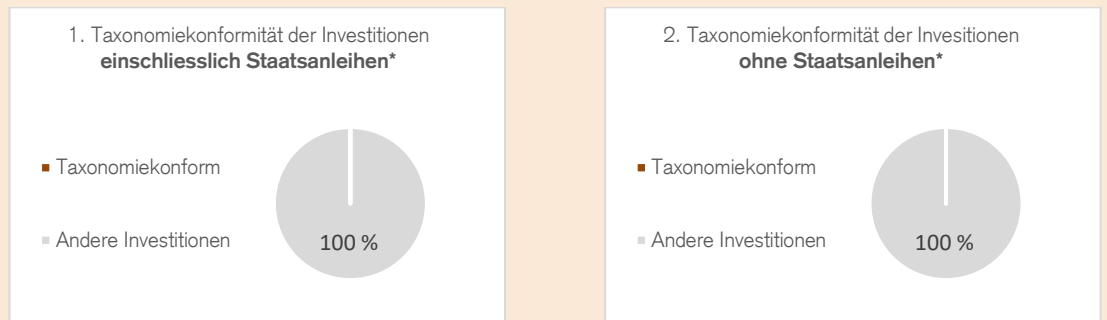 1. Taxonomiekonformität der Investitionen
einschliesslich Staatsanleihen*
Taxonomiekonform
Andere Investitionen
100 %
2. Taxonomiekonformität der Invesitionen
ohne Staatsanleihen*
Taxonomiekonform
Andere Investitionen
100 %